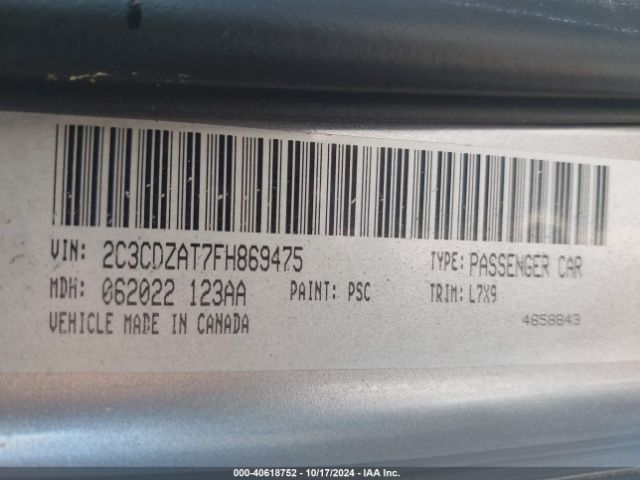 VIN: 2C3CDZAT7FH869475 TYPE: PASSENGER CAR
MDH: 062022 123AA PAINT: PSC TRIM: L7X9
VEHICLE MADE IN CANADA 4658843
000-40618752 | 10/17/2024 - IAA Inc.